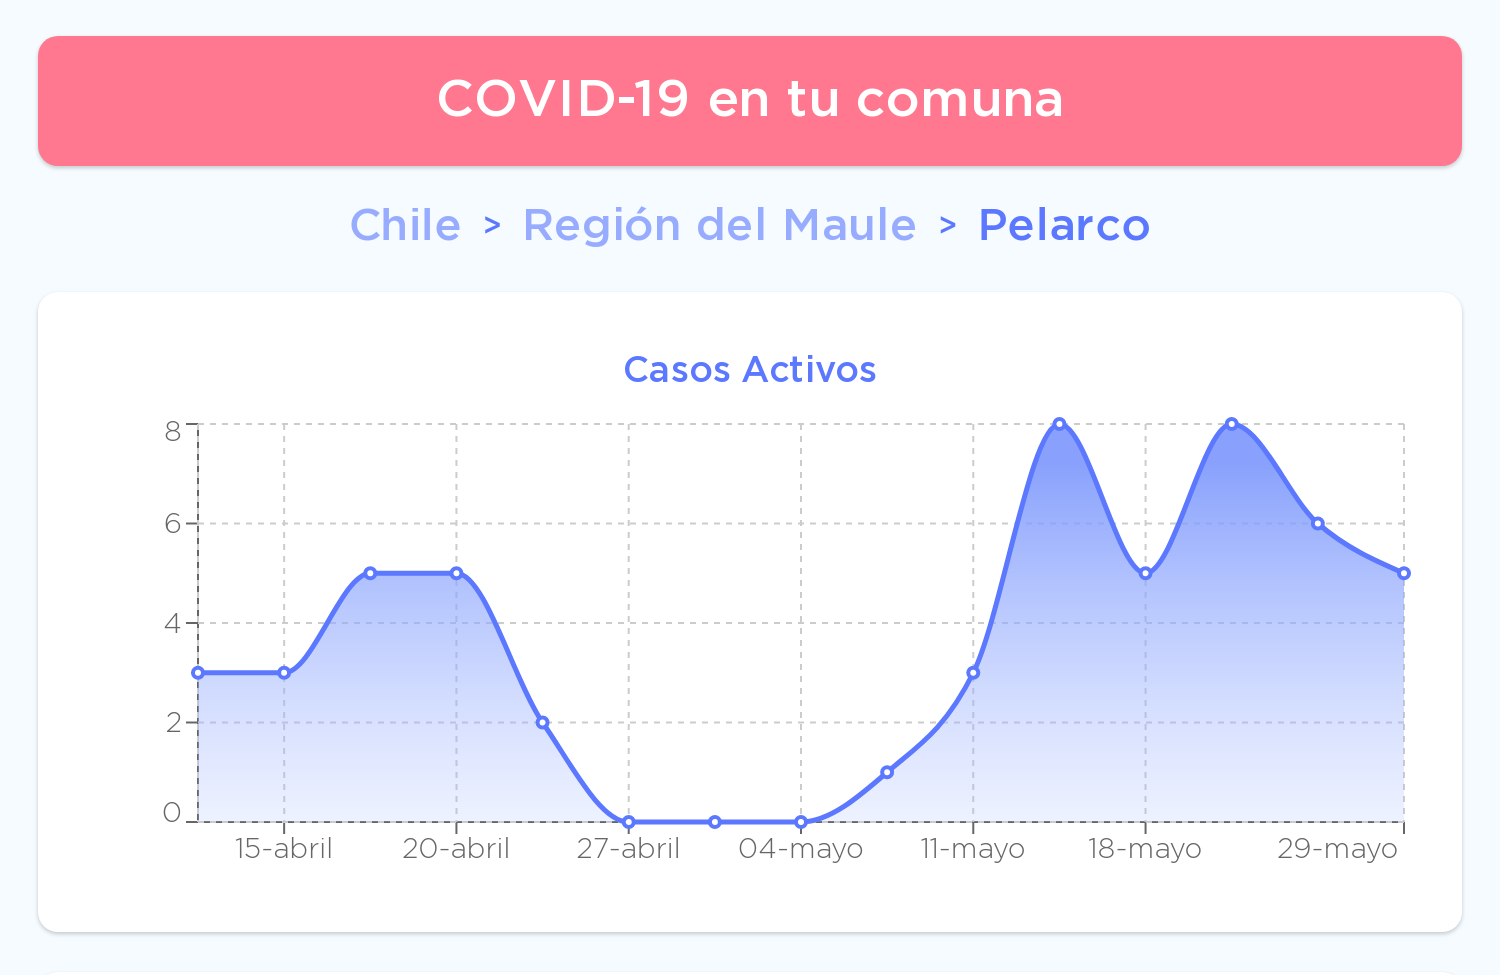 COVID-19 en tu comuna
Chile > Región del Maule > Pelarco
Casos Activos
8
6
4
2
0
15-abril 20-abril 27-abril 04-mayo 11-mayo 18-mayo 29-mayo